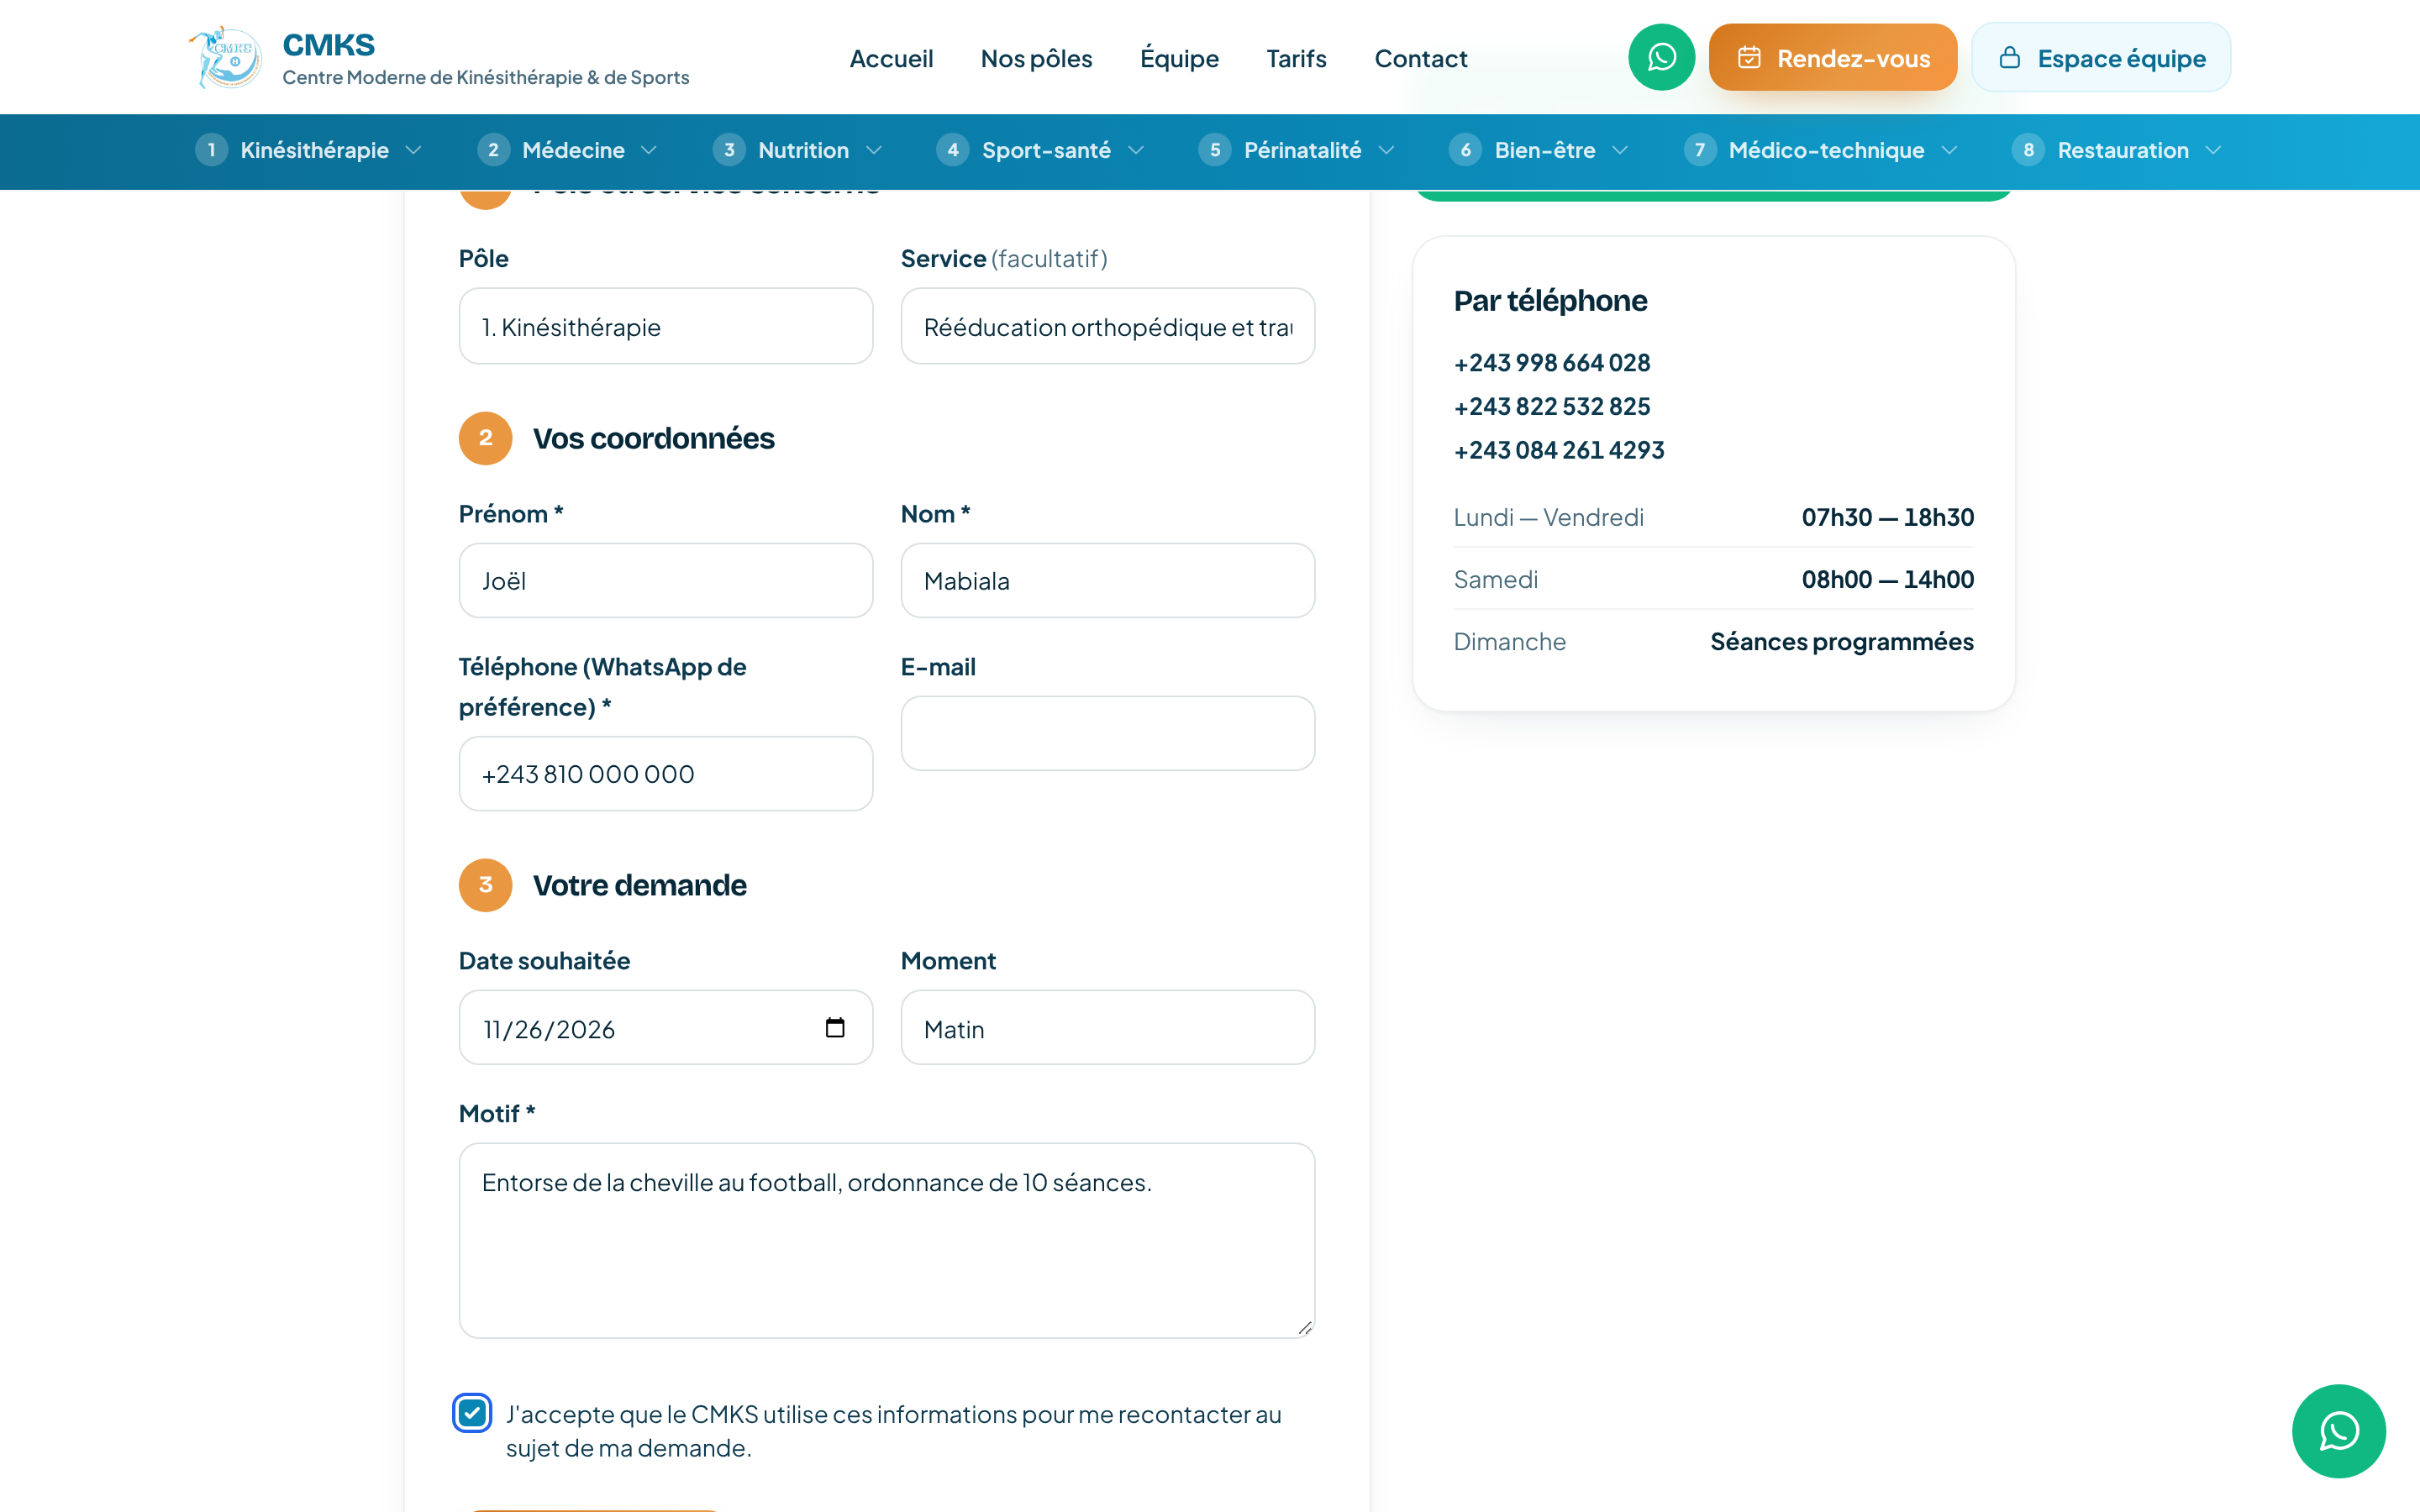 CMKS
CMKS
Centre Moderne de Kinésithérapie & de Sports
Accueil
Nos pôles
Équipe
Tarifs
Contact
Rendez-vous
Espace équipe
1 Kinésithérapie
2 Médecine
3 Nutrition
4 Sport-santé
5 Périnatalité
6 Bien-être
7 Médico-technique
8 Restauration
Pôle
Service (facultatif)
1. Kinésithérapie
Rééducation orthopédique et trau
2 Vos coordonnées
Prénom *
Nom *
Joël
Mabiala
Téléphone (WhatsApp de
préférence) *
E-mail
+243 810 000 000
3 Votre demande
Date souhaitée
Moment
11/26/2026
Matin
Motif *
Entorse de la cheville au football, ordonnance de 10 séances.
J'accepte que le CMKS utilise ces informations pour me recontacter au
sujet de ma demande.
Par téléphone
+243 998 664 028
+243 822 532 825
+243 084 261 4293
Lundi — Vendredi 07h30 — 18h30
Samedi 08h00 — 14h00
Dimanche Séances programmées